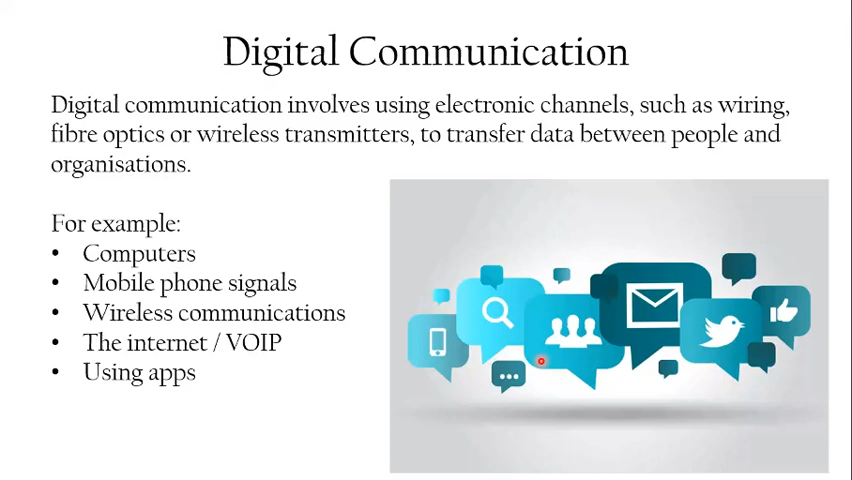 Digital Communication
Digital communication involves using electronic channels, such as wiring,
fibre optics or wireless transmitters, to transfer data between people and
organisations.
For example:
• Computers
• Mobile phone signals
• Wireless communications
• The internet / VOIP
• Using apps